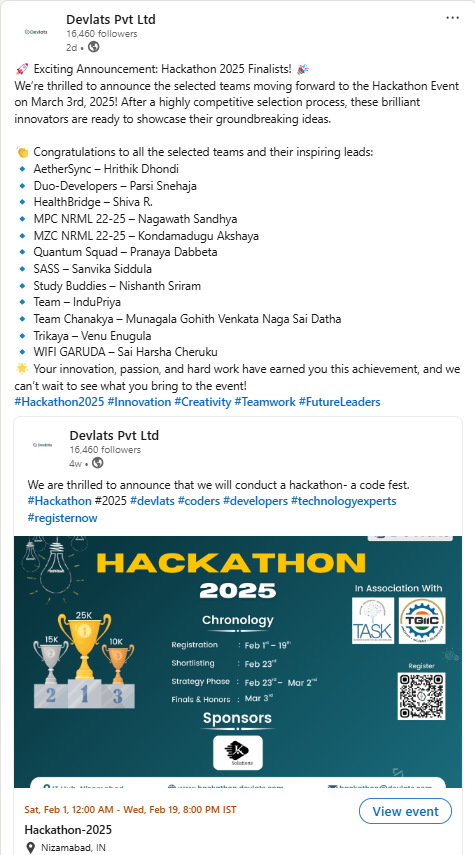 Devlats Pvt Ltd
16,460 followers
2d •
🚀 Exciting Announcement: Hackathon 2025 Finalists! 🎉
We're thrilled to announce the selected teams moving forward to the Hackathon Event
on March 3rd, 2025! After a highly competitive selection process, these brilliant
innovators are ready to showcase their groundbreaking ideas.
👏 Congratulations to all the selected teams and their inspiring leads:
🔹 AetherSync – Hrithik Dhondi
🔹 Duo-Developers – Parsi Snehaja
🔹 HealthBridge – Shiva R.
🔹 MPC NRML 22-25 – Nagawath Sandhya
🔹 MZC NRML 22-25 – Kondamadugu Akshaya
🔹 Quantum Squad – Pranaya Dabbeta
🔹 SASS – Sanvika Siddula
🔹 Study Buddies – Nishanth Sriram
🔹 Team – InduPriya
🔹 Team Chanakya – Munagala Gohith Venkata Naga Sai Datha
🔹 Trikaya – Venu Enugula
🔹 WIFI GARUDA – Sai Harsha Cheruku
🌟 Your innovation, passion, and hard work have earned you this achievement, and we
can't wait to see what you bring to the event!
#Hackathon2025 #Innovation #Creativity #Teamwork #FutureLeaders
Devlats Pvt Ltd
16,460 followers
4w •
We are thrilled to announce that we will conduct a hackathon- a code fest.
#Hackathon #2025 #devlats #coders #developers #technologyexperts
#registernow
HACKATHON
2025
In Association With
TASK
TGIIC
Chronology
Registration : Feb 1st – 19th
Shortlisting : Feb 23rd
Strategy Phase : Feb 23rd – Mar 2nd
Finals & Honors : Mar 3rd
25K
15K
10K
2 1 3
Register
Sponsors
Solutions
Sat, Feb 1, 12:00 AM - Wed, Feb 19, 8:00 PM IST
View event
Hackathon-2025
Nizamabad, IN